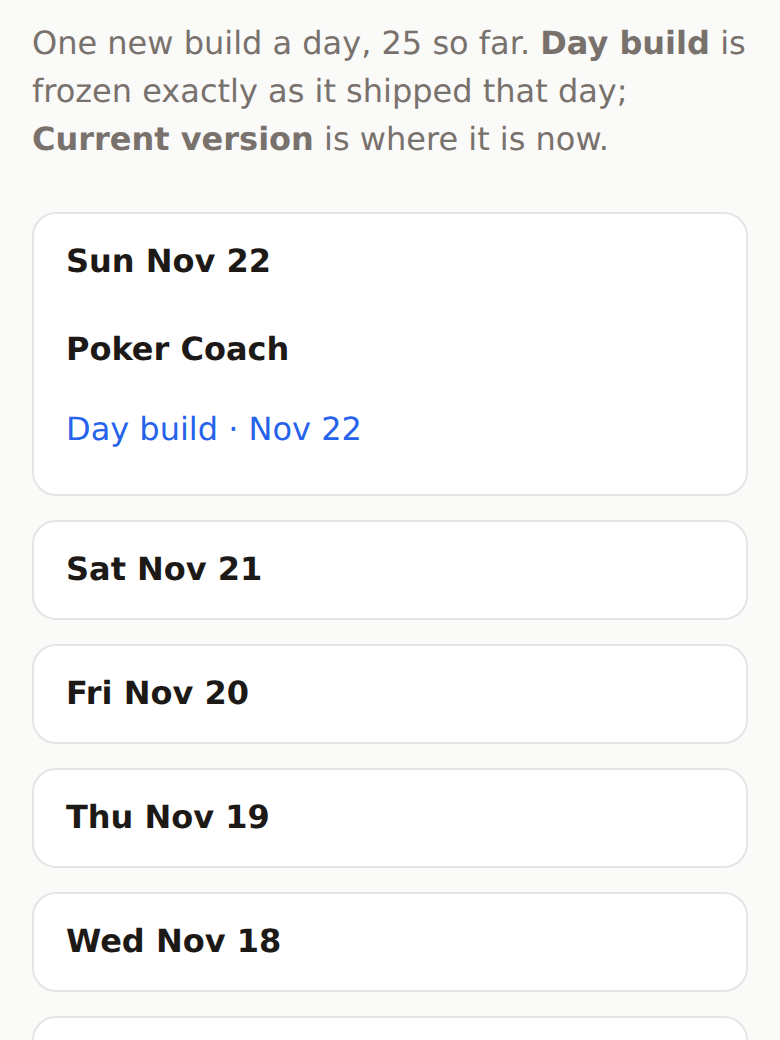 One new build a day, 25 so far. Day build is
frozen exactly as it shipped that day;
Current version is where it is now.
Sun Nov 22
Poker Coach
Day build · Nov 22
Sat Nov 21
Fri Nov 20
Thu Nov 19
Wed Nov 18